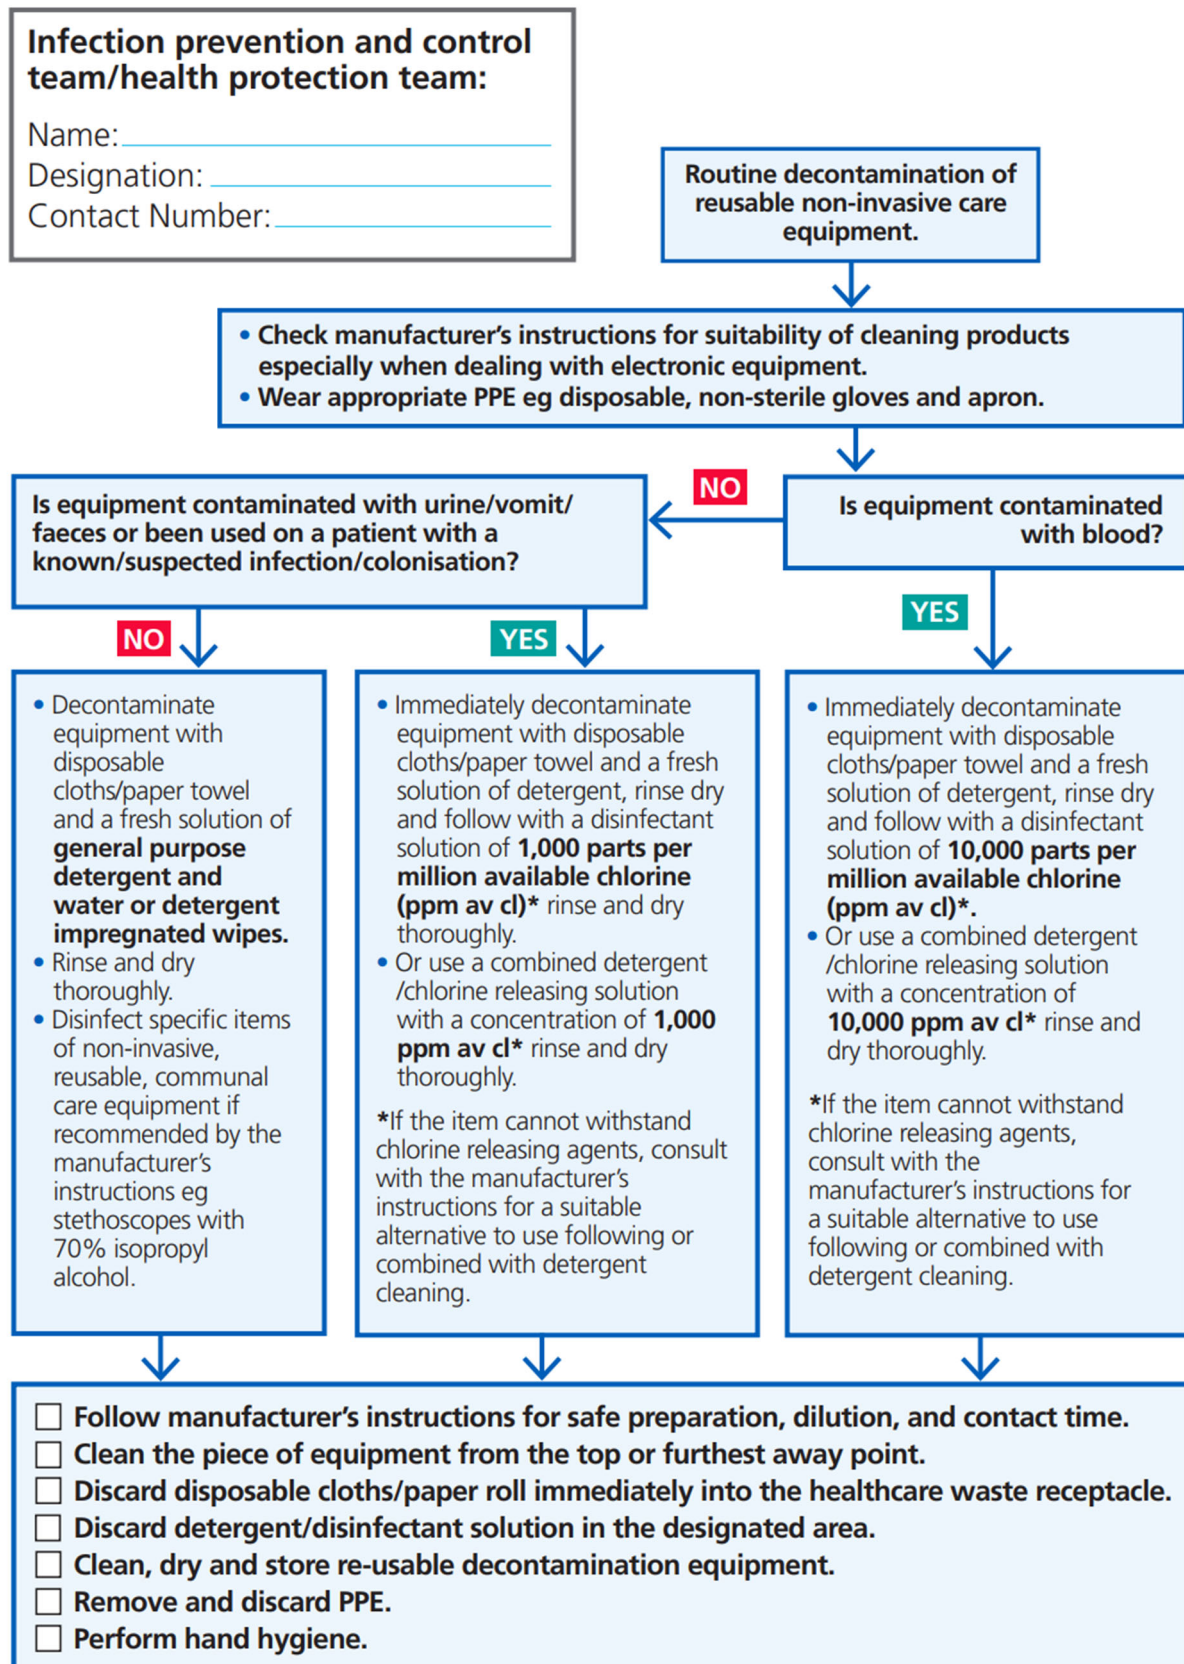 Infection prevention and control
team/health protection team:
Name:
Designation:
Contact Number:
Routine decontamination of
reusable non-invasive care
equipment.
• Check manufacturer’s instructions for suitability of cleaning products
especially when dealing with electronic equipment.
• Wear appropriate PPE eg disposable, non-sterile gloves and apron.
Is equipment contaminated
with blood?
NO
YES
Is equipment contaminated with urine/vomit/
faeces or been used on a patient with a
known/suspected infection/colonisation?
NO
YES
• Decontaminate
equipment with
disposable
cloths/paper towel
and a fresh solution of
general purpose
detergent and
water or detergent
impregnated wipes.
• Rinse and dry
thoroughly.
• Disinfect specific items
of non-invasive,
reusable, communal
care equipment if
recommended by the
manufacturer’s
instructions eg
stethoscopes with
70% isopropyl
alcohol.
• Immediately decontaminate
equipment with disposable
cloths/paper towel and a fresh
solution of detergent, rinse dry
and follow with a disinfectant
solution of 1,000 parts per
million available chlorine
(ppm av cl)* rinse and dry
thoroughly.
• Or use a combined detergent
/chlorine releasing solution
with a concentration of 1,000
ppm av cl* rinse and dry
thoroughly.
*If the item cannot withstand
chlorine releasing agents, consult
with the manufacturer’s
instructions for a suitable
alternative to use following or
combined with detergent
cleaning.
• Immediately decontaminate
equipment with disposable
cloths/paper towel and a fresh
solution of detergent, rinse dry
and follow with a disinfectant
solution of 10,000 parts per
million available chlorine
(ppm av cl)*.
• Or use a combined detergent
/chlorine releasing solution
with a concentration of
10,000 ppm av cl* rinse and
dry thoroughly.
*If the item cannot withstand
chlorine releasing agents,
consult with the
manufacturer’s instructions for
a suitable alternative to use
following or combined with
detergent cleaning.
Follow manufacturer’s instructions for safe preparation, dilution, and contact time.
Clean the piece of equipment from the top or furthest away point.
Discard disposable cloths/paper roll immediately into the healthcare waste receptacle.
Discard detergent/disinfectant solution in the designated area.
Clean, dry and store re-usable decontamination equipment.
Remove and discard PPE.
Perform hand hygiene.